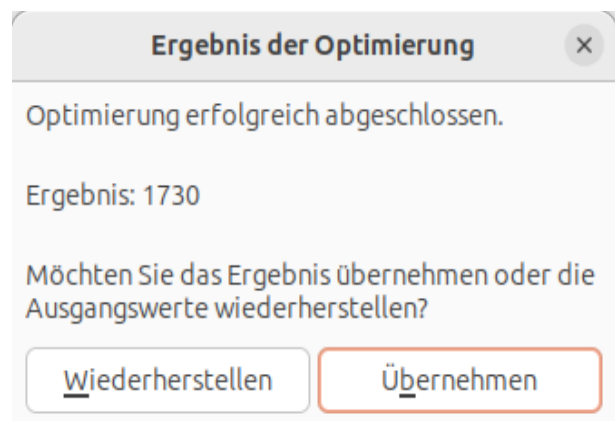 Ergebnis der Optimierung
Optimierung erfolgreich abgeschlossen.
Ergebnis: 1730
Möchten Sie das Ergebnis übernehmen oder die
Ausgangswerte wiederherstellen?
Wiederherstellen
Übernehmen